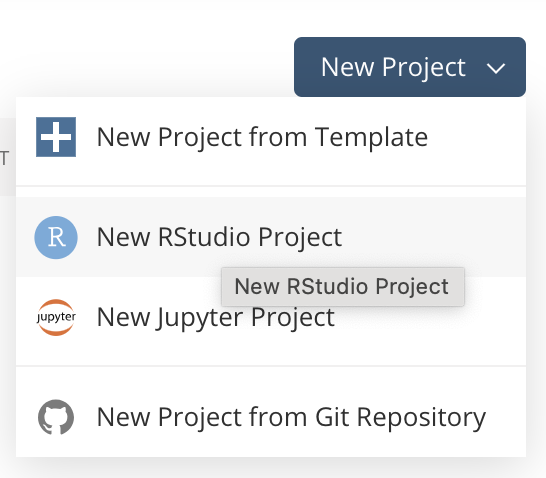 New Project
T
New Project from Template
R
New RStudio Project
New RStudio Project
jupyter
New Jupyter Project
New Project from Git Repository